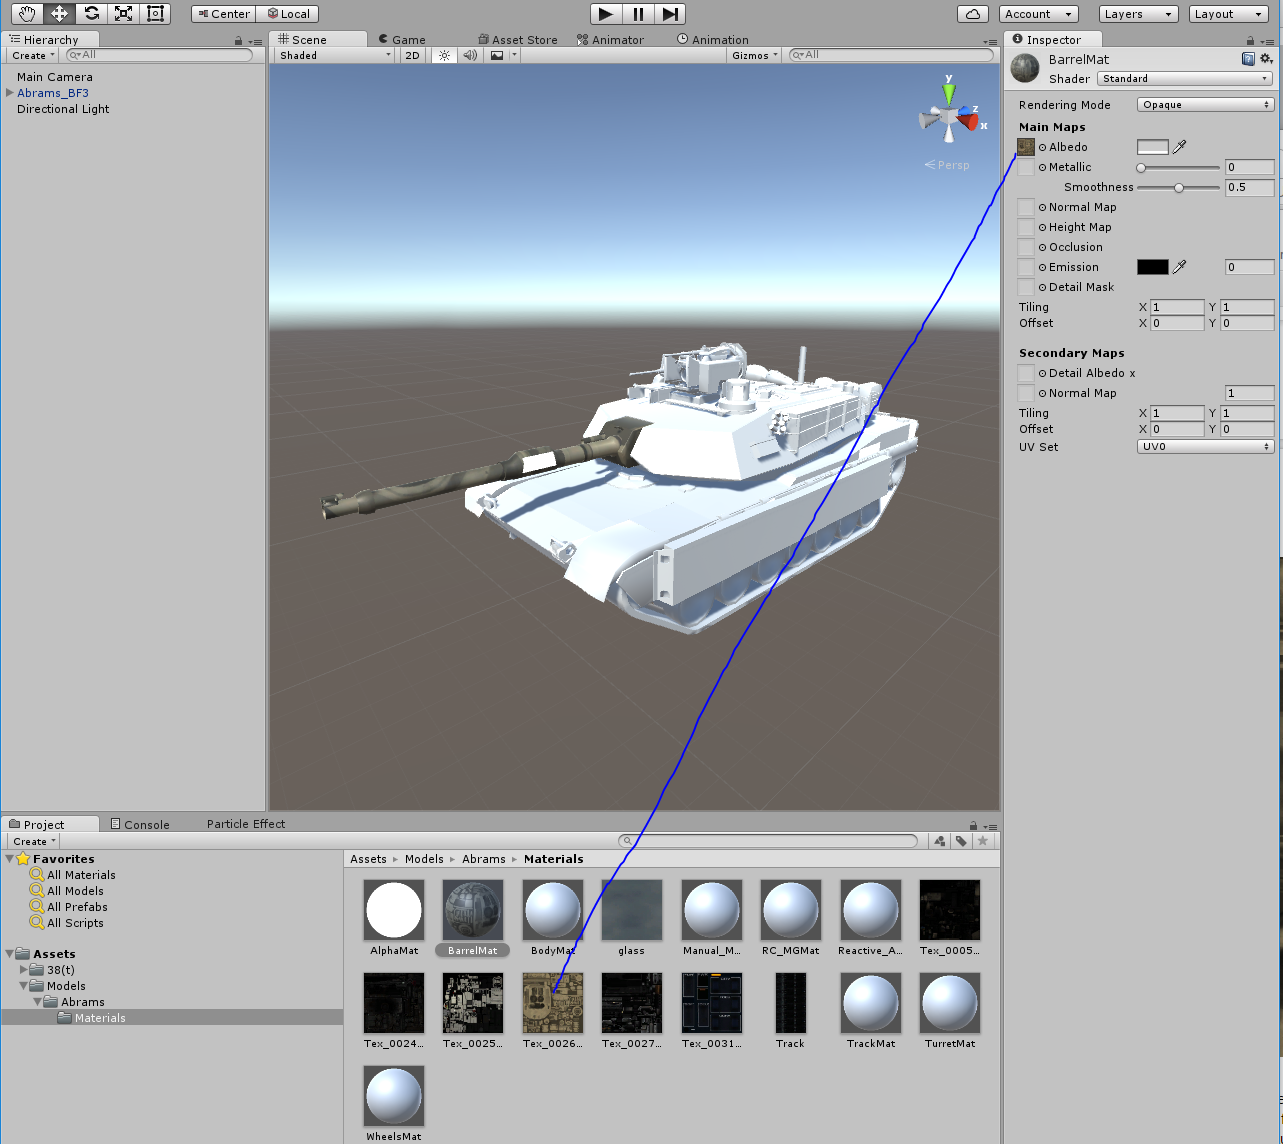 Center Local Account Layers Layout
Hierarchy
Create All
Main Camera
Abrams_BF3
Directional Light
Scene Game Asset Store Animator Animation
Shaded 2D Gizmos All
y
z
x
Persp
Inspector
BarrelMat
Shader Standard
Rendering Mode Opaque
Main Maps
Albedo
Metallic 0
Smoothness 0.5
Normal Map
Height Map
Occlusion
Emission 0
Detail Mask
Tiling X 1 Y 1
Offset X 0 Y 0
Secondary Maps
Detail Albedo x
Normal Map 1
Tiling X 1 Y 1
Offset X 0 Y 0
UV Set UV0
Project Console Particle Effect
Create
Favorites
All Materials
All Models
All Prefabs
All Scripts
Assets
38(t)
Models
Abrams
Materials
Assets Models Abrams Materials
AlphaMat BarrelMat BodyMat glass Manual_M... RC_MGMat Reactive_A... Tex_0005...
Tex_0024... Tex_0025... Tex_0026... Tex_0027... Tex_0031... Track TrackMat TurretMat
WheelsMat